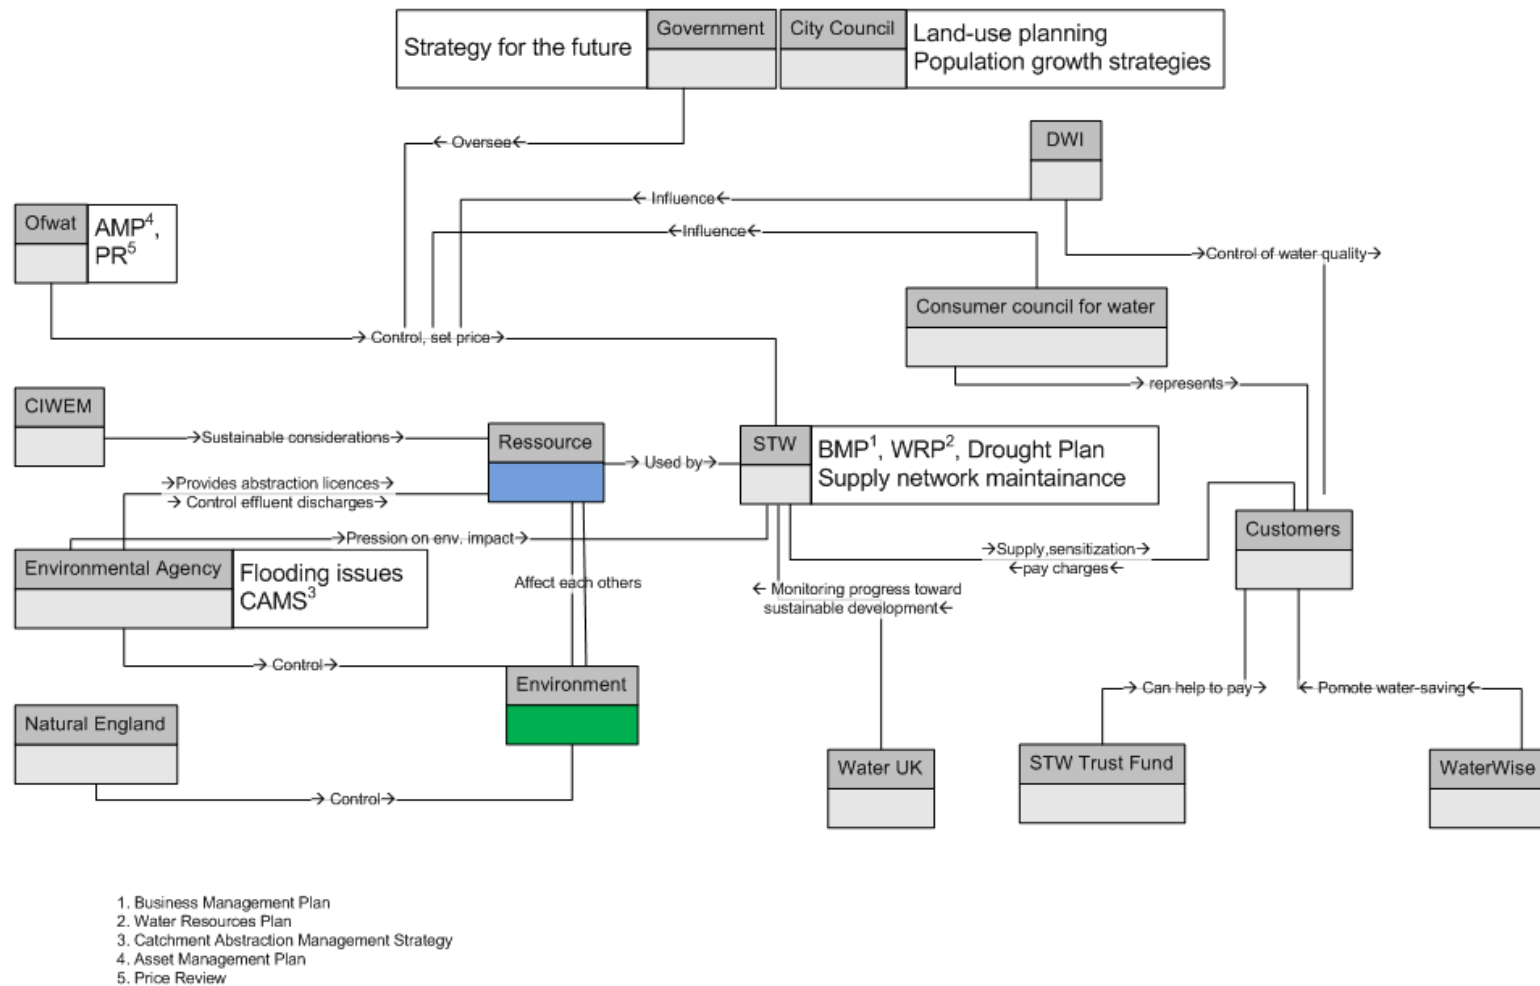 Strategy for the future
Government
City Council
Land-use planning
Population growth strategies
← Oversee←
DWI
← Influence←
←Influence←
→Control of water quality→
Ofwat
AMP⁴,
PR⁵
Consumer council for water
→ Control, set price→
→ represents→
CIWEM
→Sustainable considerations→
Ressource
→ Used by→
STW
BMP¹, WRP², Drought Plan
Supply network maintainance
→Provides abstraction licences→
→ Control effluent discharges→
Customers
→Pression on env. impact→
→Supply,sensitization→
←pay charges←
Environmental Agency
Flooding issues
CAMS³
Affect each others
← Monitoring progress toward
sustainable development←
→ Control→
Environment
→ Can help to pay→
← Pomote water-saving←
Natural England
Water UK
STW Trust Fund
WaterWise
→ Control→
1. Business Management Plan
2. Water Resources Plan
3. Catchment Abstraction Management Strategy
4. Asset Management Plan
5. Price Review